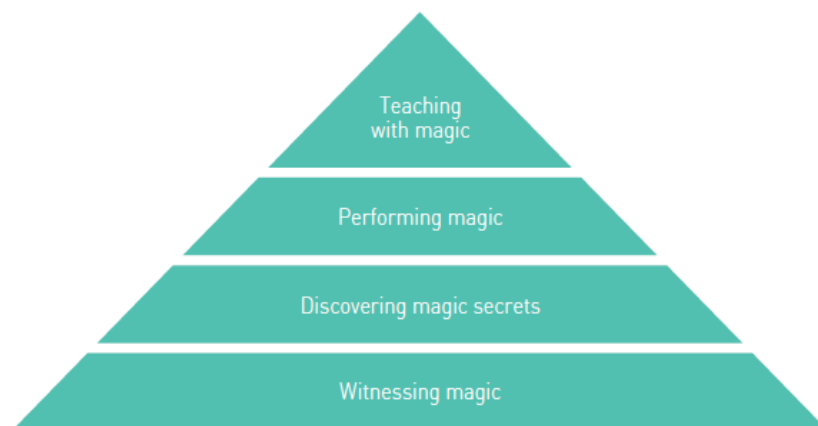 Teaching
with magic
Performing magic
Discovering magic secrets
Witnessing magic